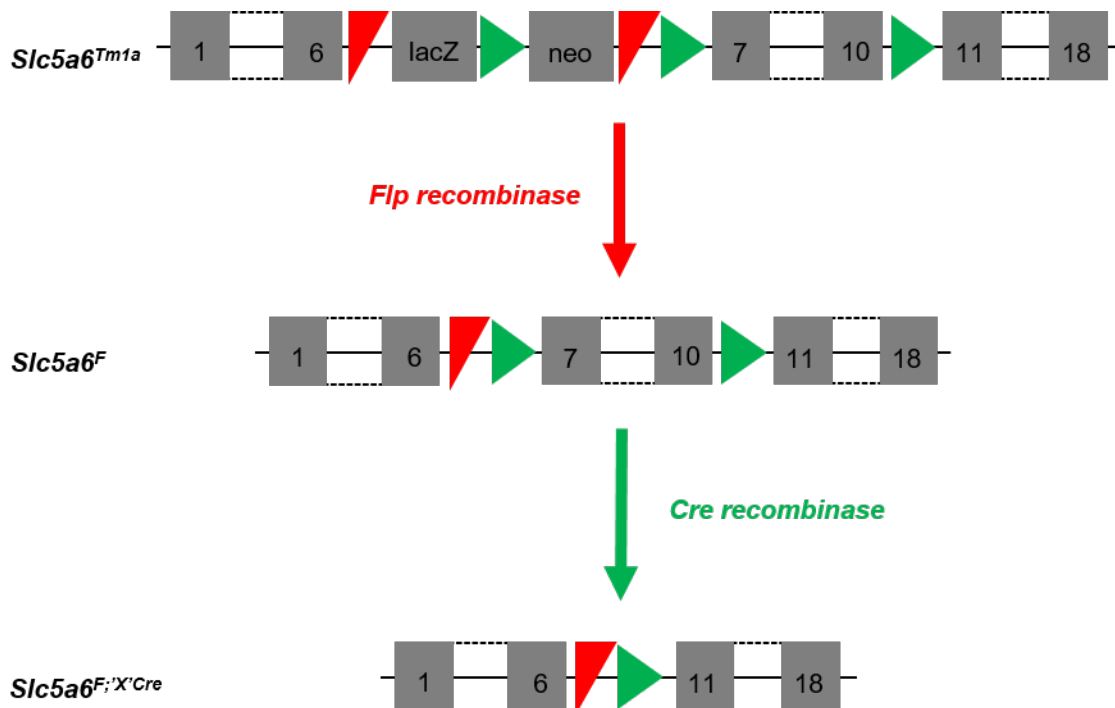 Slc5a6Tm1a 1 6 lacZ neo 7 10 11 18
Flp recombinase
Slc5a6F 1 6 7 10 11 18
Cre recombinase
Slc5a6F;'X'Cre 1 6 11 18